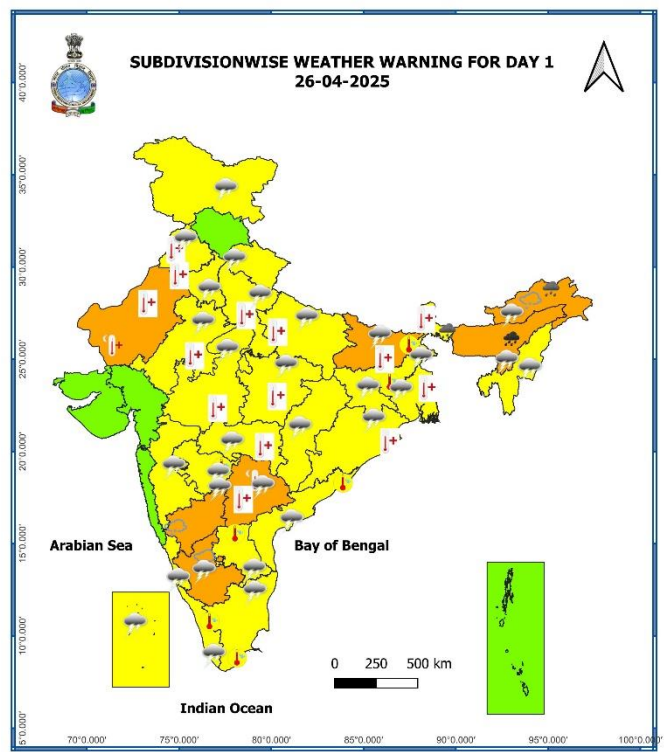 SUBDIVISIONWISE WEATHER WARNING FOR DAY 1
26-04-2025
40°0.000'
35°0.000'
30°0.000'
25°0.000'
20°0.000'
15°0.000'
10°0.000'
5°0.000'
Arabian Sea
Bay of Bengal
0 250 500 km
Indian Ocean
70°0.000' 75°0.000' 80°0.000' 85°0.000' 90°0.000' 95°0.000' 100°0.000'